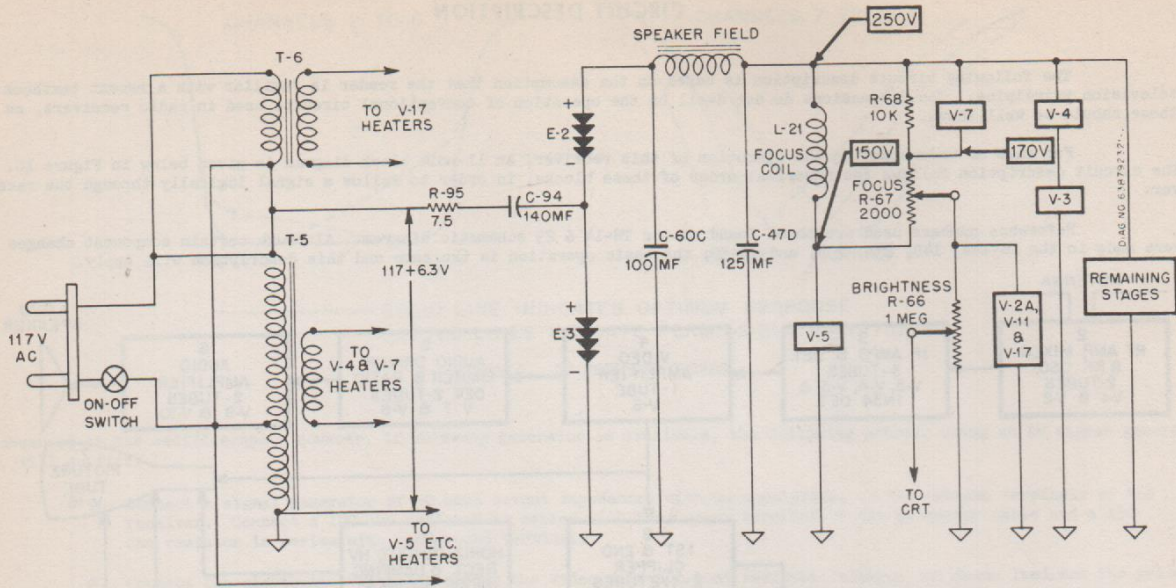 T-6
TO
V-17
HEATERS
SPEAKER FIELD
250V
E-2
+
R-95
7.5
C-94
140MF
L-21
FOCUS
COIL
R-68
10K
V-7
V-4
150V
170V
FOCUS
R-67
2000
V-3
T-5
117+6.3V
C-60C
100 MF
C-47D
125 MF
117 V
AC
ON-OFF
SWITCH
TO
V-4 & V-7
HEATERS
+
E-3
-
BRIGHTNESS
R-66
1 MEG
V-5
V-2A,
V-11
&
V-17
REMAINING
STAGES
TO
CRT
TO
V-5 ETC.
HEATERS